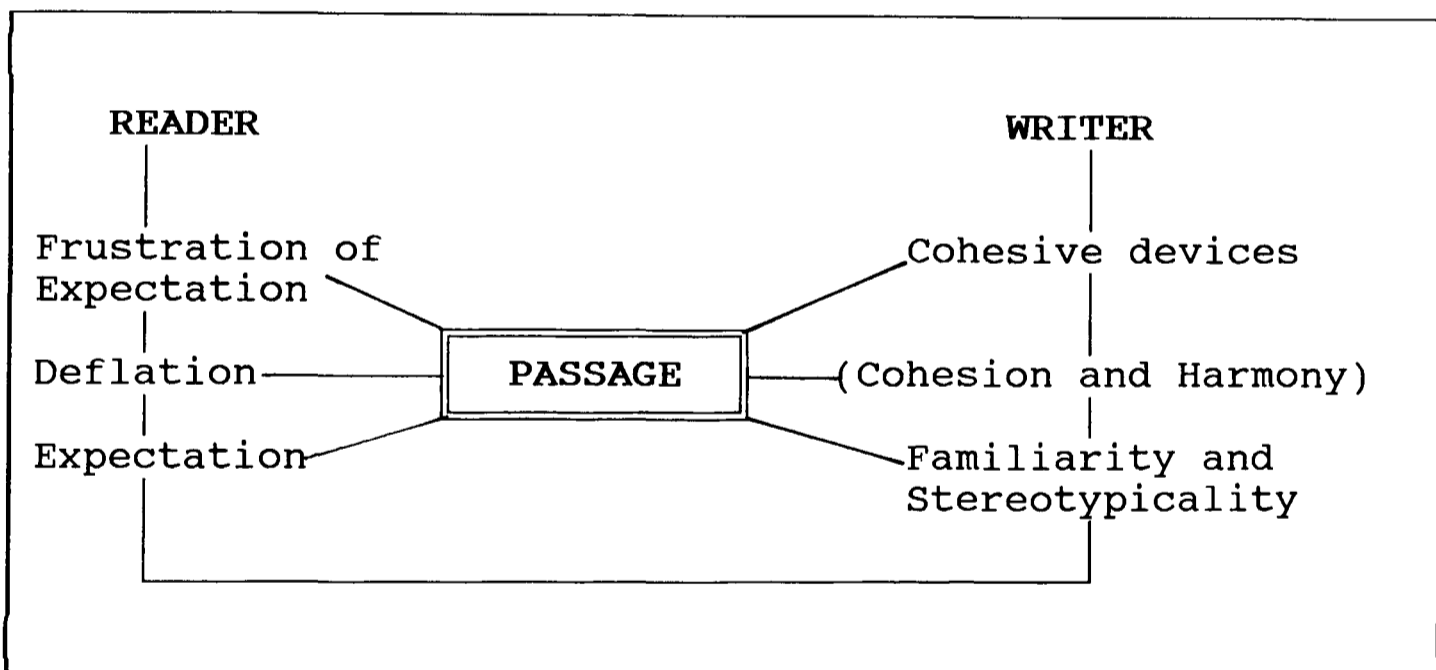 READER
WRITER
Frustration of
Expectation
Cohesive devices
Deflation
PASSAGE
(Cohesion and Harmony)
Expectation
Familiarity and
Stereotypicality